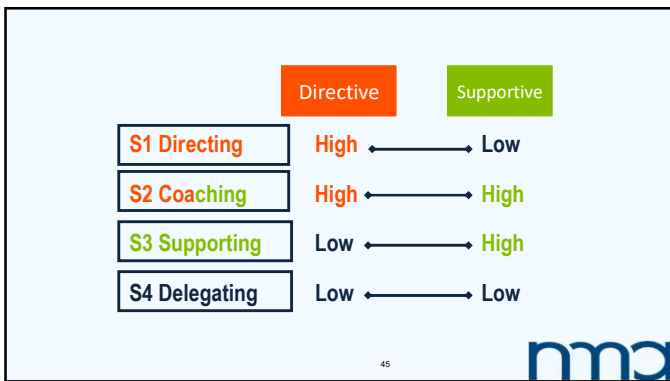 Directive Supportive
S1 Directing High Low
S2 Coaching High High
S3 Supporting Low High
S4 Delegating Low Low
45
nma